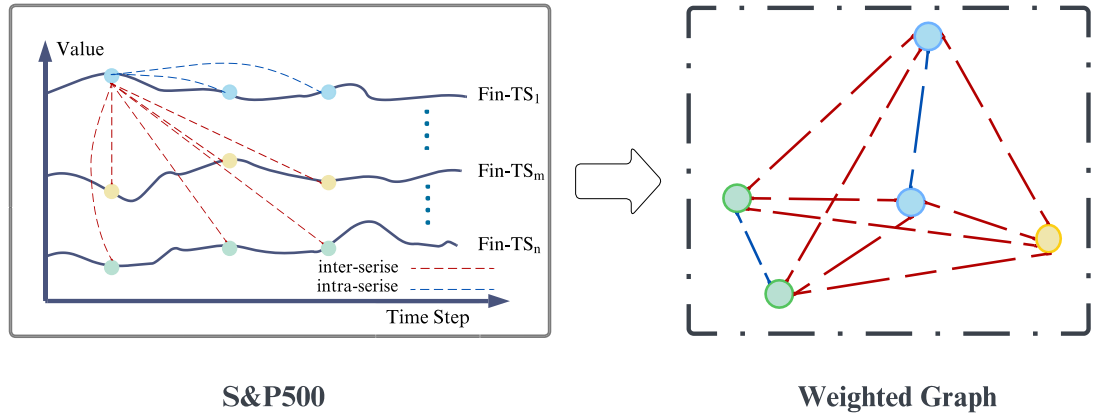 Value
Fin-TS1
Fin-TSm
Fin-TSn
inter-serise
intra-serise
Time Step
S&P500
Weighted Graph